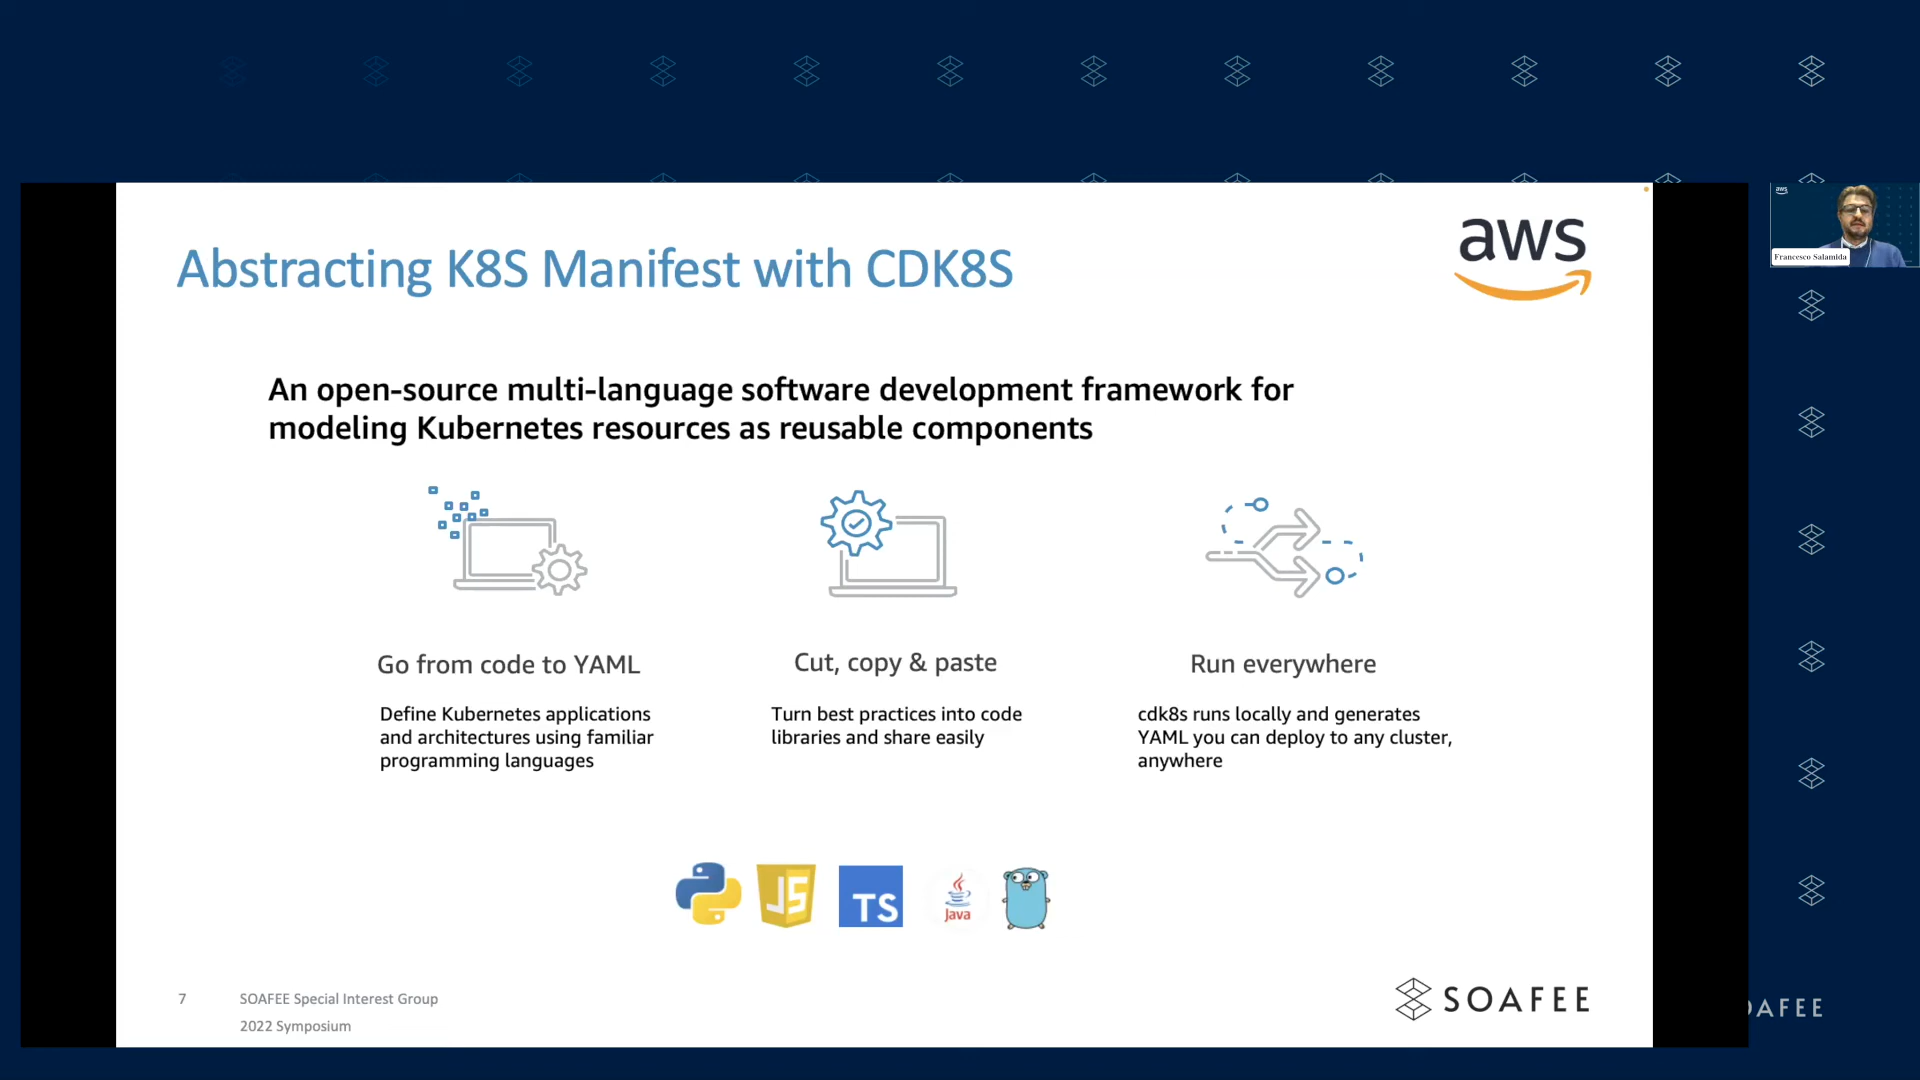 aws
Abstracting K8S Manifest with CDK8S
aws
Francesco Salamida
An open-source multi-language software development framework for
modeling Kubernetes resources as reusable components
Go from code to YAML
Define Kubernetes applications
and architectures using familiar
programming languages
Cut, copy & paste
Turn best practices into code
libraries and share easily
Run everywhere
cdk8s runs locally and generates
YAML you can deploy to any cluster,
anywhere
JS
TS
Java
7
SOAFEE Special Interest Group
2022 Symposium
SOAFEE
OAFEE